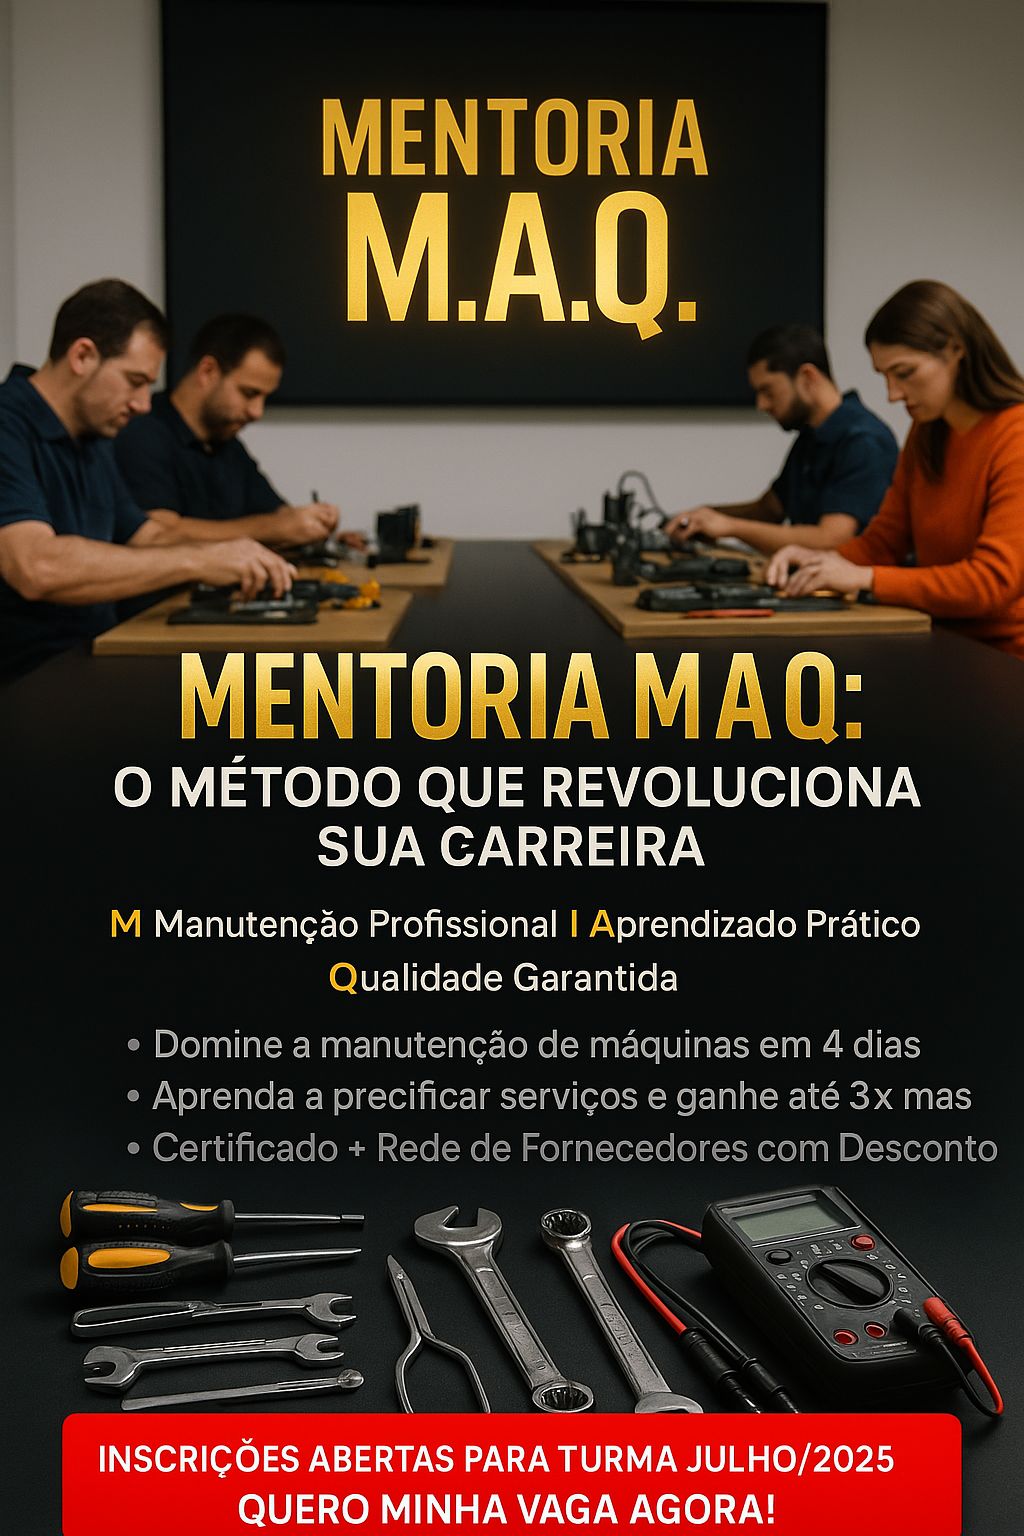 MENTORIA
M.A.Q.
MENTORIA M A Q:
O MÉTODO QUE REVOLUCIONA
SUA CARREIRA
M Manutenção Profissional I Aprendizado Prático
Qualidade Garantida
• Domine a manutenção de máquinas em 4 dias
• Aprenda a precificar serviços e ganhe até 3x mas
• Certificado + Rede de Fornecedores com Desconto
INSCRIÇÕES ABERTAS PARA TURMA JULHO/2025
QUERO MINHA VAGA AGORA!